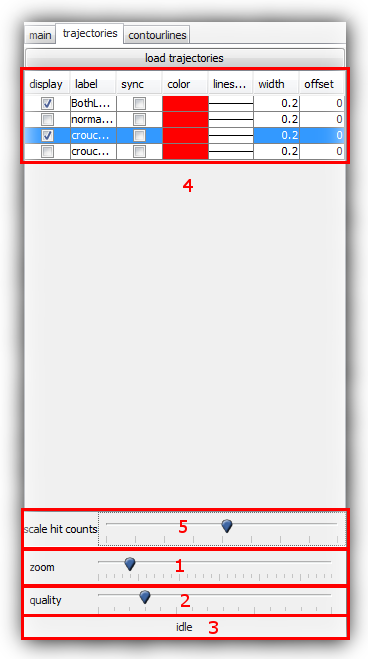 main trajectories contourlines
load trajectories
display label sync color lines... width offset
BothL... 0.2 0
norma... 0.2 0
crouc... 0.2 0
crouc... 0.2 0
4
scale hit counts 5
zoom 1
quality 2
idle 3